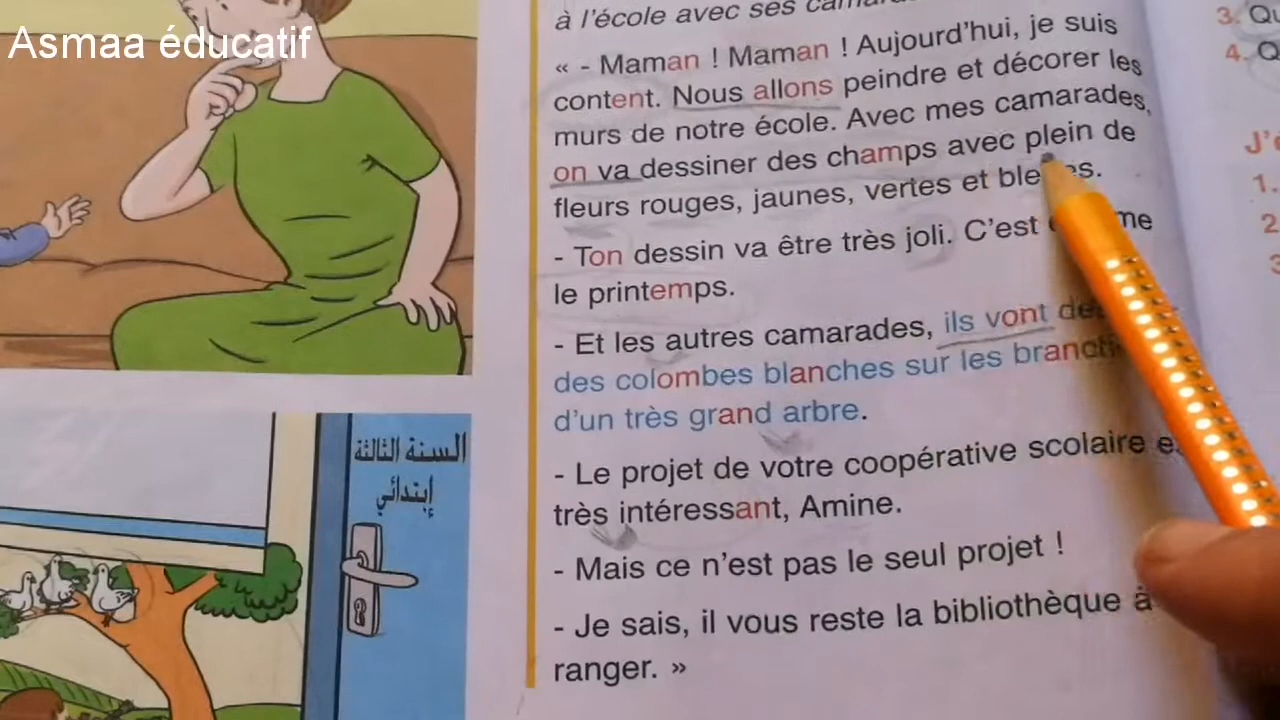 Asmaa éducatif
à l'école avec ses
« - Maman ! Maman ! Aujourd'hui, je suis
content. Nous allons peindre et décorer les
murs de notre école. Avec mes camarades,
on va dessiner des champs avec plein de
fleurs rouges, jaunes, vertes et
- Ton dessin va être très joli. C'est
le printemps.
- Et les autres camarades, ils vont
des colombes blanches sur les
d'un très grand arbre.
- Le projet de votre coopérative scolaire
très intéressant, Amine.
- Mais ce n'est pas le seul projet !
- Je sais, il vous reste la bibliothèque à
ranger. »
السنة الثالثة
إبتدائي
3.
4.
1.
2